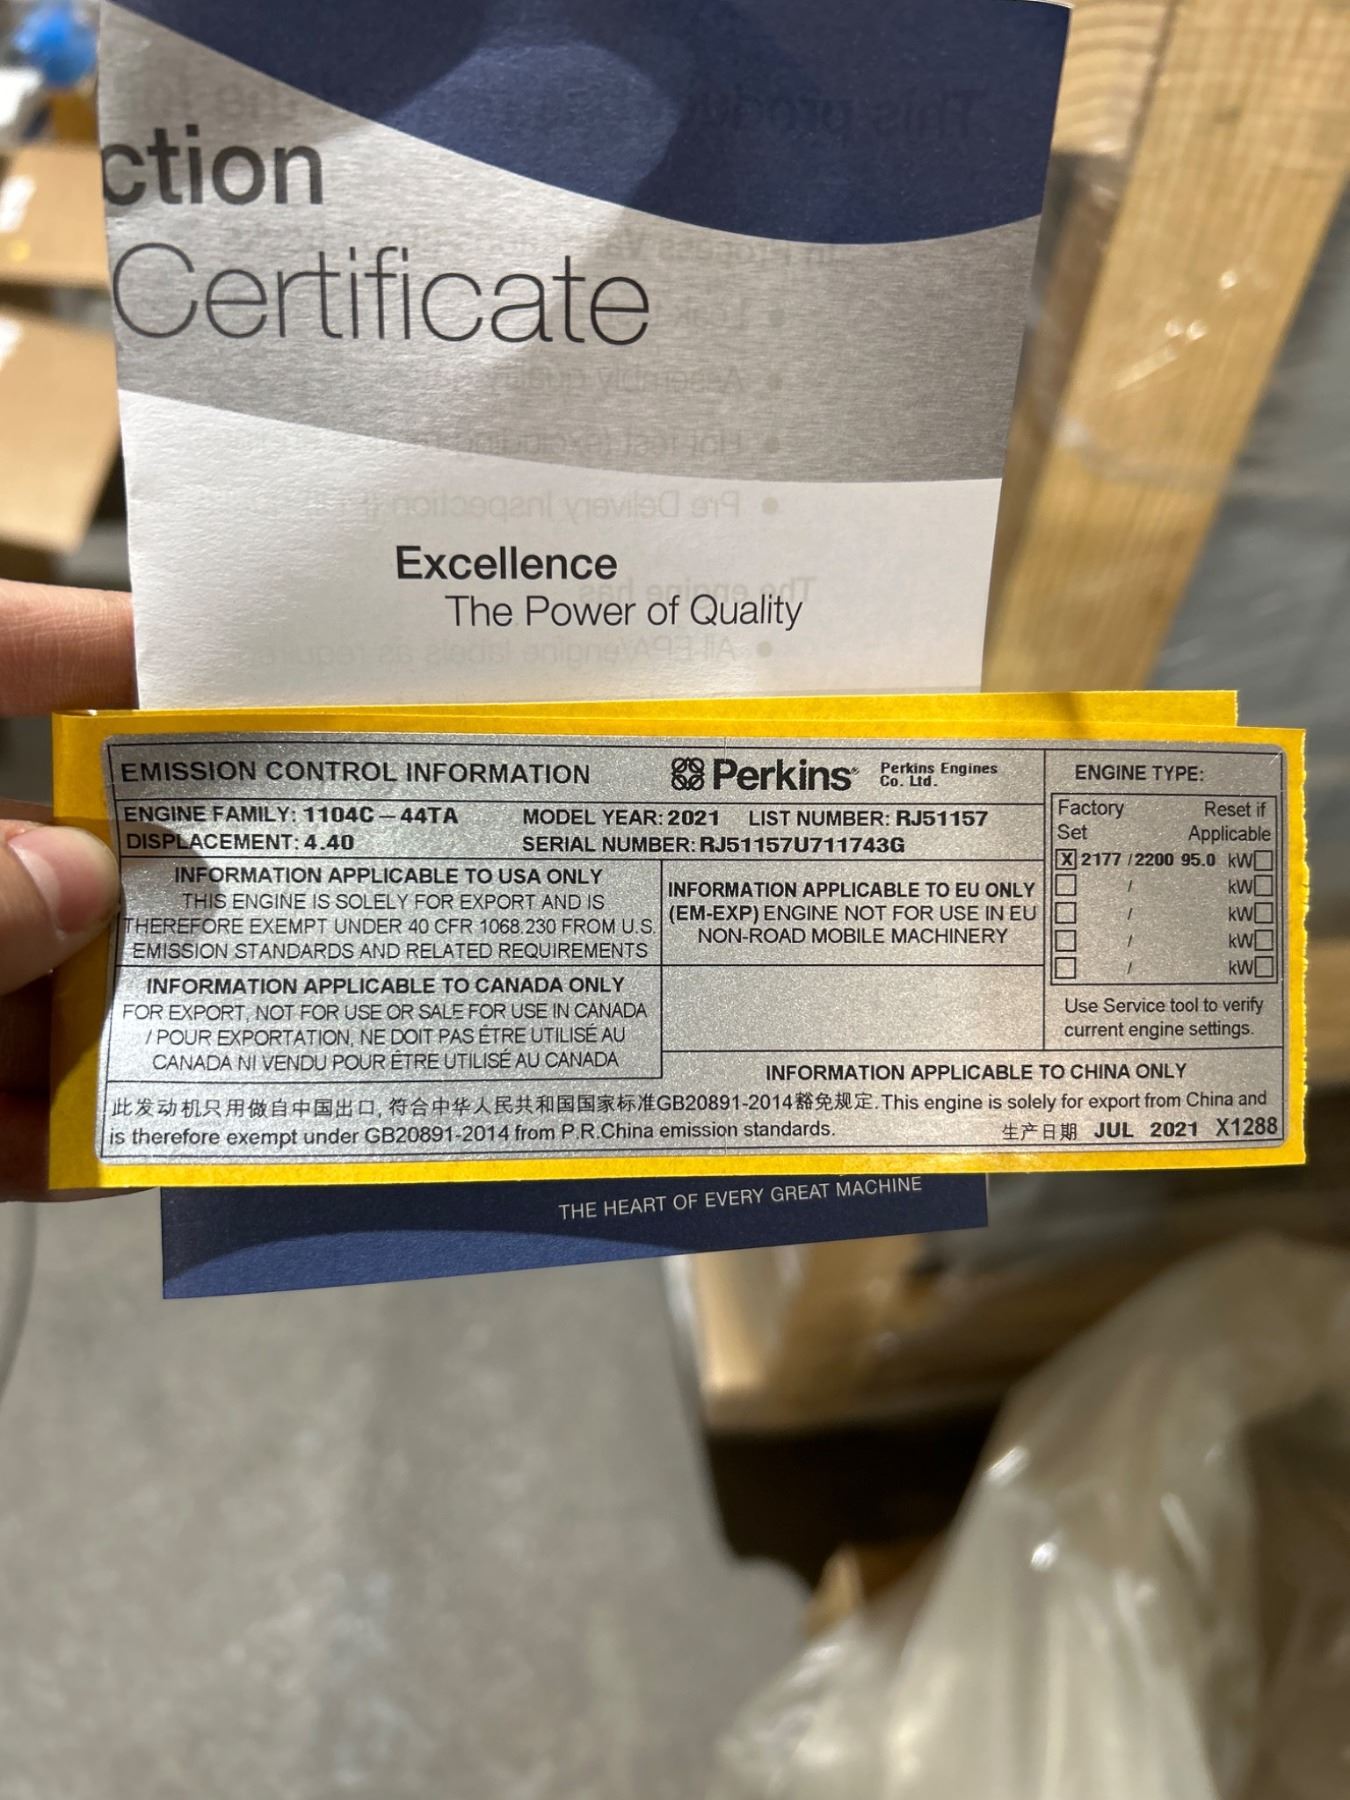 ction
Certificate
Excellence
The Power of Quality
EMISSION CONTROL INFORMATION
Perkins
Perkins Engines
Co. Ltd.
ENGINE FAMILY: 1104C – 44TA MODEL YEAR: 2021 LIST NUMBER: RJ51157
DISPLACEMENT: 4.40 SERIAL NUMBER: RJ51157U711743G
INFORMATION APPLICABLE TO USA ONLY
THIS ENGINE IS SOLELY FOR EXPORT AND IS
THEREFORE EXEMPT UNDER 40 CFR 1068.230 FROM U.S.
EMISSION STANDARDS AND RELATED REQUIREMENTS
INFORMATION APPLICABLE TO EU ONLY
(EM-EXP) ENGINE NOT FOR USE IN EU
NON-ROAD MOBILE MACHINERY
INFORMATION APPLICABLE TO CANADA ONLY
FOR EXPORT, NOT FOR USE OR SALE FOR USE IN CANADA
/ POUR EXPORTATION, NE DOIT PAS ÊTRE UTILISÉ AU
CANADA NI VENDU POUR ÊTRE UTILISÉ AU CANADA
ENGINE TYPE:
Factory Reset if
Set Applicable
X 2177 / 2200 95.0 kW
/ kW
/ kW
/ kW
/ kW
Use Service tool to verify
current engine settings.
INFORMATION APPLICABLE TO CHINA ONLY
此发动机只用做自中国出口, 符合中华人民共和国国家标准GB20891-2014豁免规定. This engine is solely for export from China and
is therefore exempt under GB20891-2014 from P.R.China emission standards. 生产日期 JUL 2021 X1288
THE HEART OF EVERY GREAT MACHINE